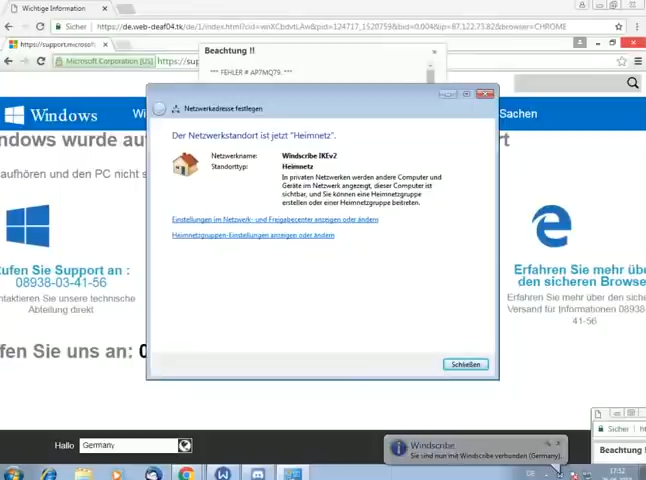 Wichtige Information
Sicher
https://de.web-deaf04.tk/de/1/index.html?cid=wnXCbdvtLAw&pid=124717_1520759&bid=0.004&ip=87.122.73.82&browser=CHROME
https://support.microsof
Microsoft Corporation [US]
https://sup
Beachtung !!
*** FEHLER # AP7MQ79. ***
Windows
Wi
Sachen
ndows wurde au
rt
aufhören und den PC nicht s
Netzwerkadresse festlegen
Der Netzwerkstandort ist jetzt "Heimnetz".
Netzwerkname:
Windscribe IKEv2
Standorttyp:
Heimnetz
In privaten Netzwerken werden andere Computer und
Geräte im Netzwerk angezeigt, dieser Computer ist
sichtbar, und Sie können eine Heimnetzgruppe
erstellen oder einer Heimnetzgruppe beitreten.
Einstellungen im Netzwerk- und Freigabecenter anzeigen oder ändern
Heimnetzgruppen-Einstellungen anzeigen oder ändern
Schließen
ufen Sie Support an :
08938-03-41-56
ntaktieren Sie unsere technische
Abteilung direkt
Erfahren Sie mehr übe
den sicheren Browse
Erfahren Sie mehr über den siche
Versand für Informationen 08938
41-56
fen Sie uns an: 0
Hallo
Germany
Windscribe
Sie sind nun mit Windscribe verbunden (Germany).
Sicher
Beachtung !
DE
17:52